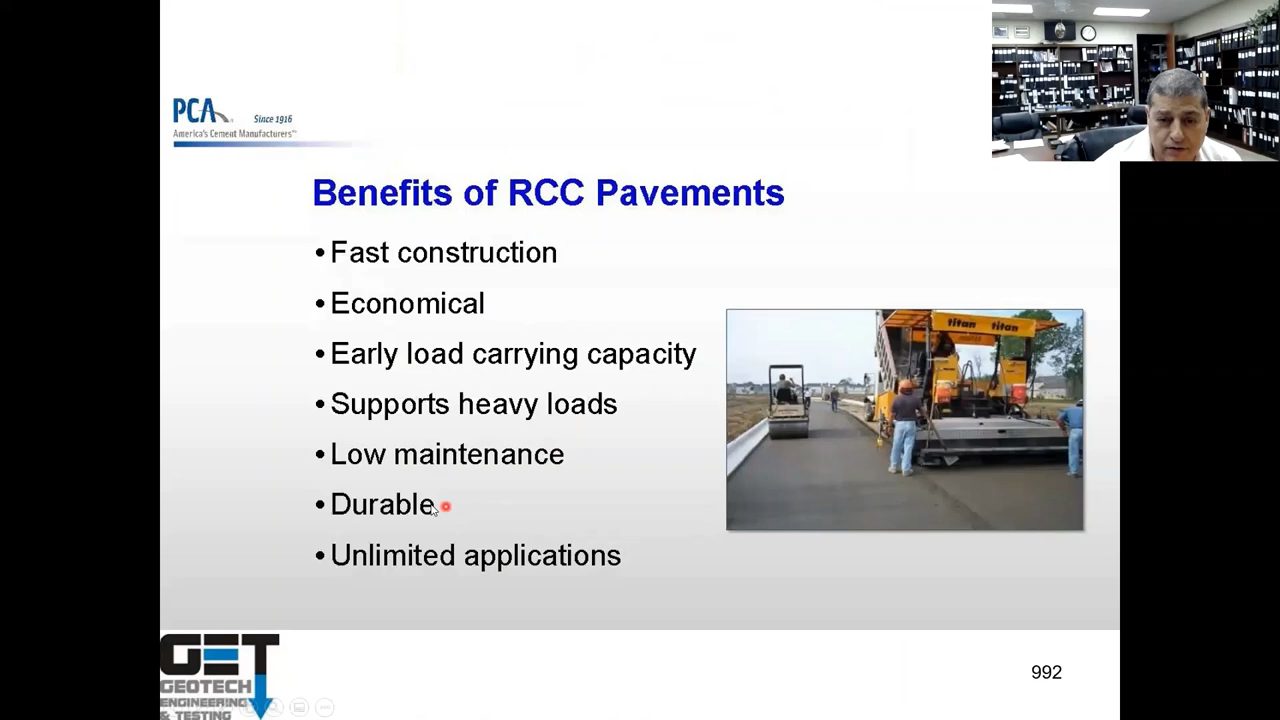 PCA
Since 1916
America's Cement Manufacturers™
Benefits of RCC Pavements
• Fast construction
• Economical
• Early load carrying capacity
• Supports heavy loads
• Low maintenance
• Durable
• Unlimited applications
titan titan
GET
GEOTECH
ENGINEERING
& TESTING
992